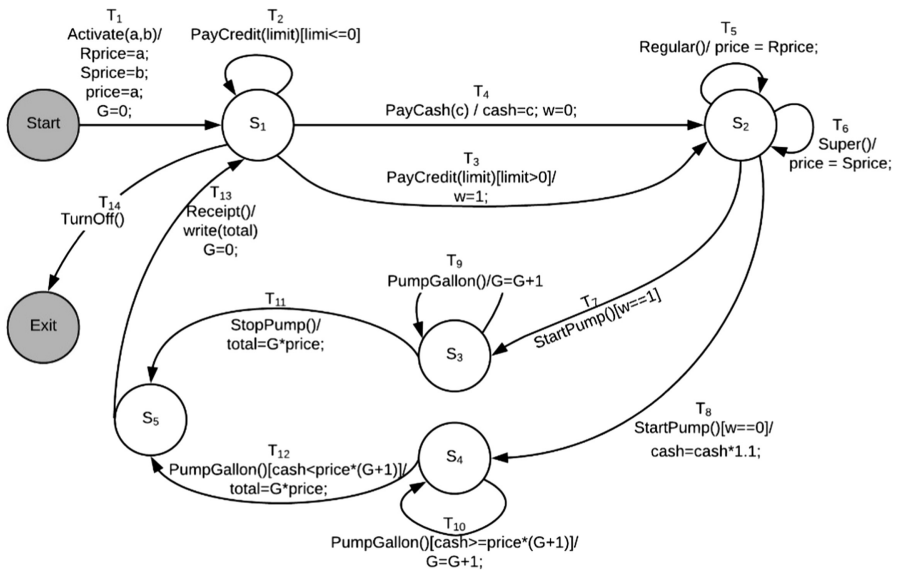 T1
Activate(a,b)/
Rprice=a;
Sprice=b;
price=a;
G=0;
T2
PayCredit(limit)[limi<=0]
T5
Regular()/ price = Rprice;
Start
S1
T4
PayCash(c) / cash=c; w=0;
S2
T6
Super()/
price = Sprice;
T3
PayCredit(limit)[limit>0]/
w=1;
T14
TurnOff()
T13
Receipt()/
write(total)
G=0;
T9
PumpGallon()/G=G+1
T7
StartPump()[w==1]
T11
StopPump()/
total=G*price;
Exit
S3
S5
T8
StartPump()[w==0]/
cash=cash*1.1;
T12
PumpGallon()[cash<price*(G+1)]/
total=G*price;
S4
T10
PumpGallon()[cash>=price*(G+1)]/
G=G+1;